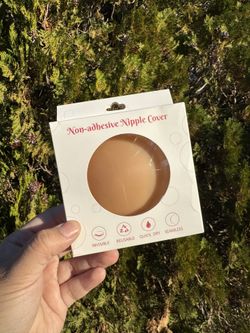 Non-adhesive Nipple Cover
INVISIBLE REUSABLE QUICK DRY SEAMLESS